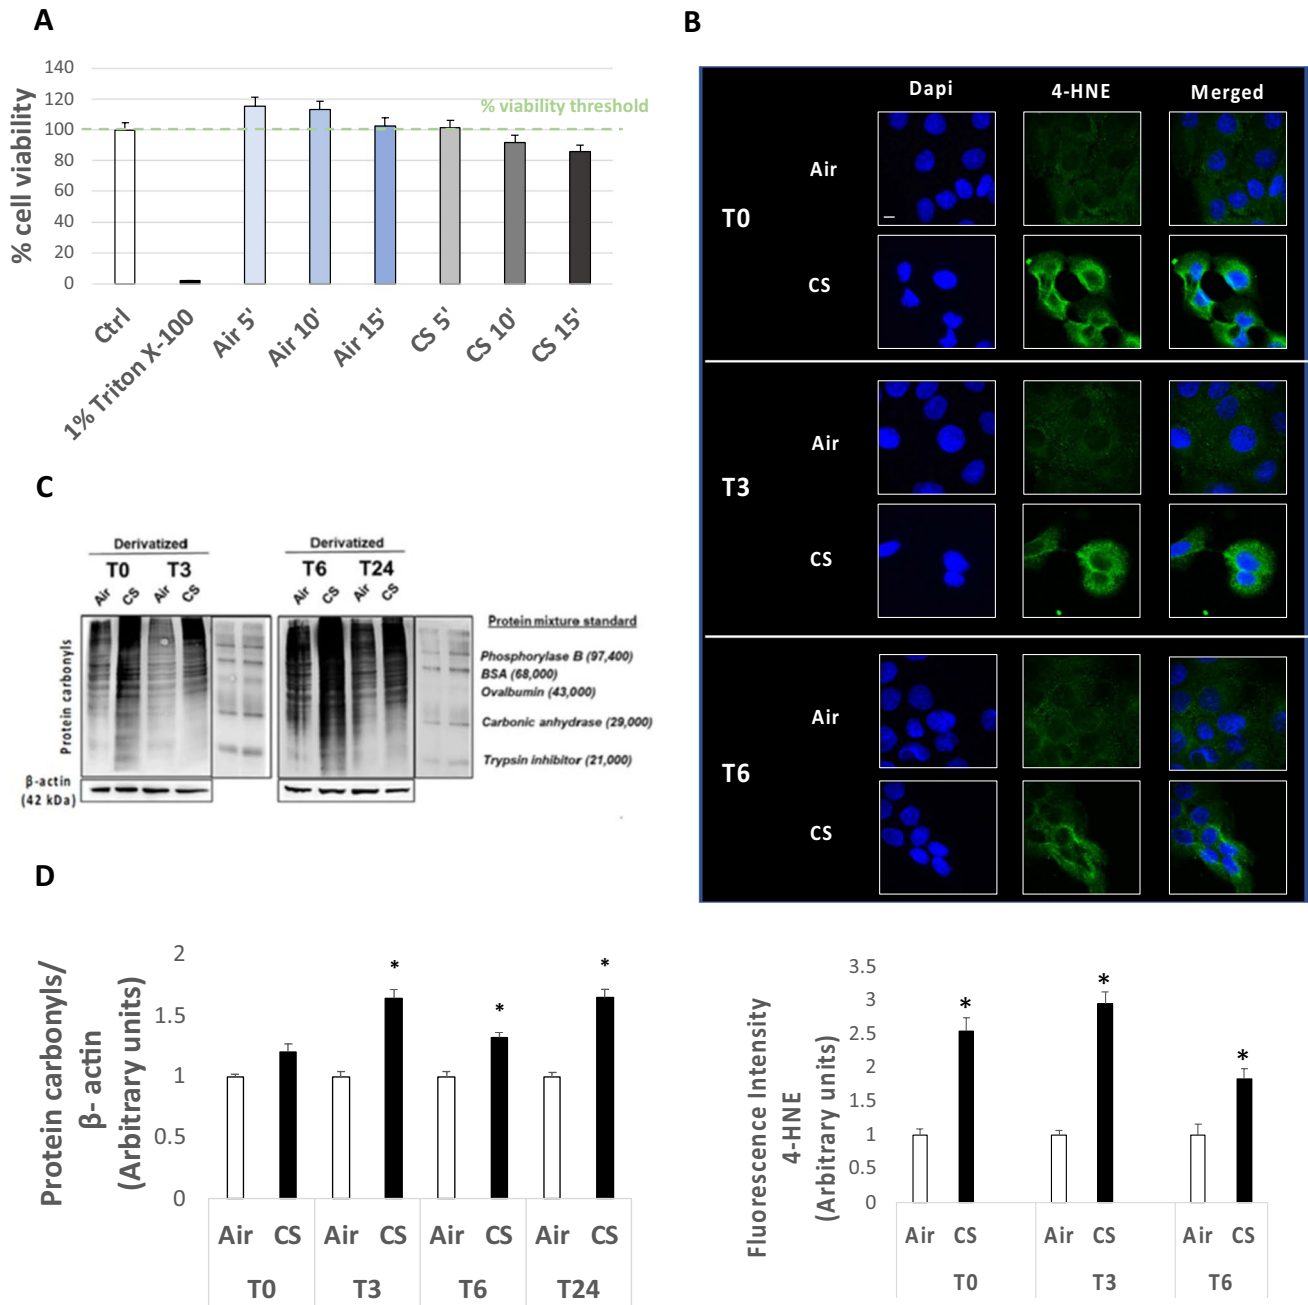 A
140
120
100
80
60
40
20
0
% cell viability
% viability threshold
Ctrl
1% Triton X-100
Air 5'
Air 10'
Air 15'
CS 5'
CS 10'
CS 15'
B
Dapi
4-HNE
Merged
T0
Air
CS
T3
Air
CS
T6
Air
CS
3.5
3
2.5
2
1.5
1
0.5
0
Fluorescence Intensity
4-HNE
(Arbitrary units)
*
*
*
Air CS Air CS Air CS
T0 T3 T6
C
Derivatized
T0 T3
Air CS Air CS
Derivatized
T6 T24
Air CS Air CS
Protein carbonyls
β-actin
(42 kDa)
Protein mixture standard
Phosphorylase B (97,400)
BSA (68,000)
Ovalbumin (43,000)
Carbonic anhydrase (29,000)
Trypsin inhibitor (21,000)
D
2
1.5
1
0.5
0
Protein carbonyls/
β- actin
(Arbitrary units)
*
*
*
Air CS Air CS Air CS Air CS
T0 T3 T6 T24